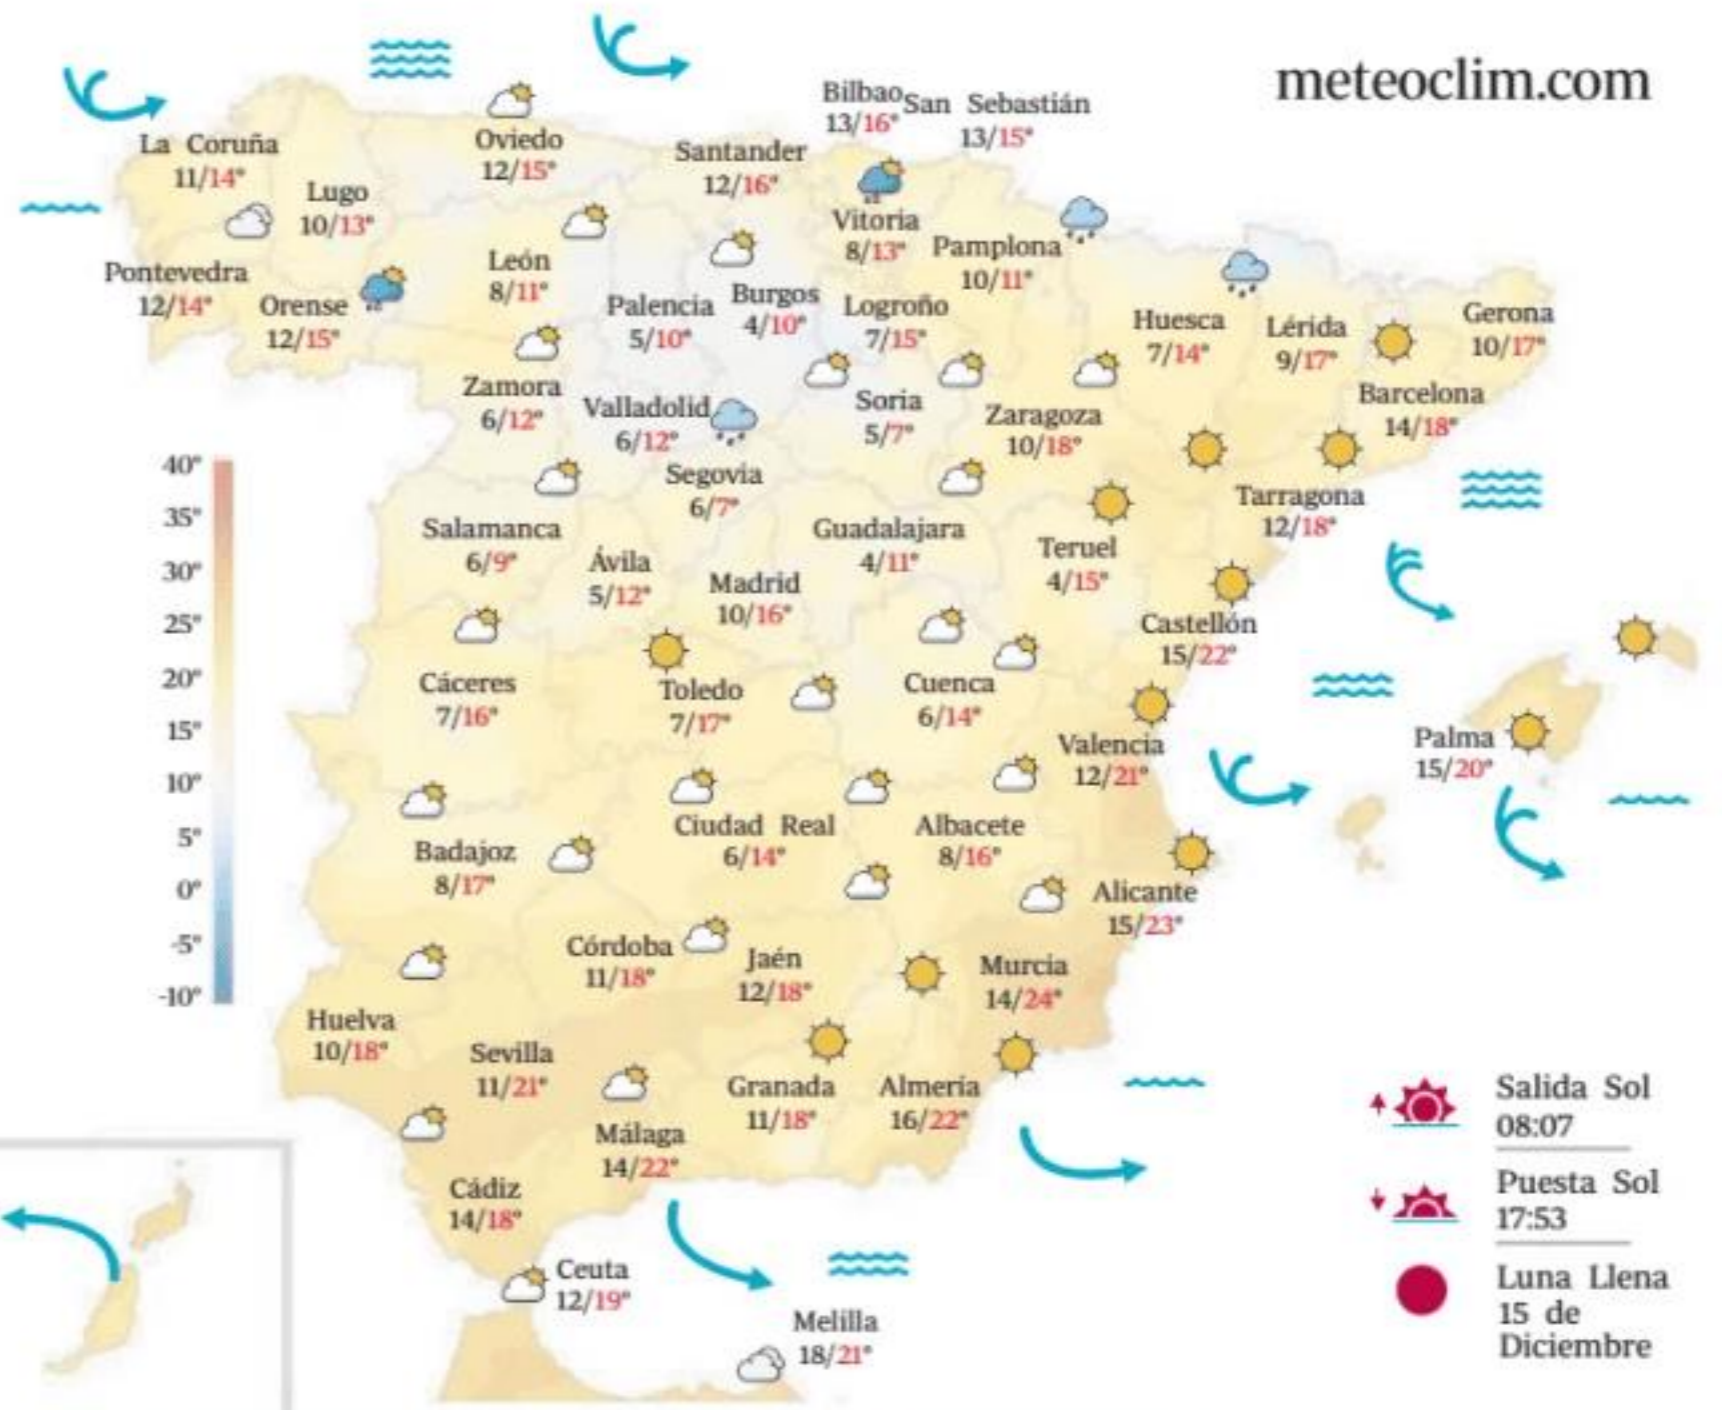 meteoclim.com
Bilbao
13/16°
San Sebastián
13/15°
La Coruña
11/14°
Oviedo
12/15°
Santander
12/16°
Lugo
10/13°
Vitoria
8/13°
Pamplona
10/11°
Pontevedra
12/14°
Orense
12/15°
León
8/11°
Palencia
5/10°
Burgos
4/10°
Logroño
7/15°
Huesca
7/14°
Lérida
9/17°
Gerona
10/17°
Zamora
6/12°
Valladolid
6/12°
Soria
5/7°
Zaragoza
10/18°
Barcelona
14/18°
Segovia
6/7°
Tarragona
12/18°
Salamanca
6/9°
Ávila
5/12°
Madrid
10/16°
Guadalajara
4/11°
Teruel
4/15°
Castellón
15/22°
Cáceres
7/16°
Toledo
7/17°
Cuenca
6/14°
Valencia
12/21°
Palma
15/20°
Badajoz
8/17°
Ciudad Real
6/14°
Albacete
8/16°
Alicante
15/23°
Córdoba
11/18°
Jaén
12/18°
Murcia
14/24°
Huelva
10/18°
Sevilla
11/21°
Granada
11/18°
Almería
16/22°
Málaga
14/22°
Cádiz
14/18°
Ceuta
12/19°
Melilla
18/21°
40°
35°
30°
25°
20°
15°
10°
5°
0°
-5°
-10°
Salida Sol
08:07
Puesta Sol
17:53
Luna Llena
15 de
Diciembre